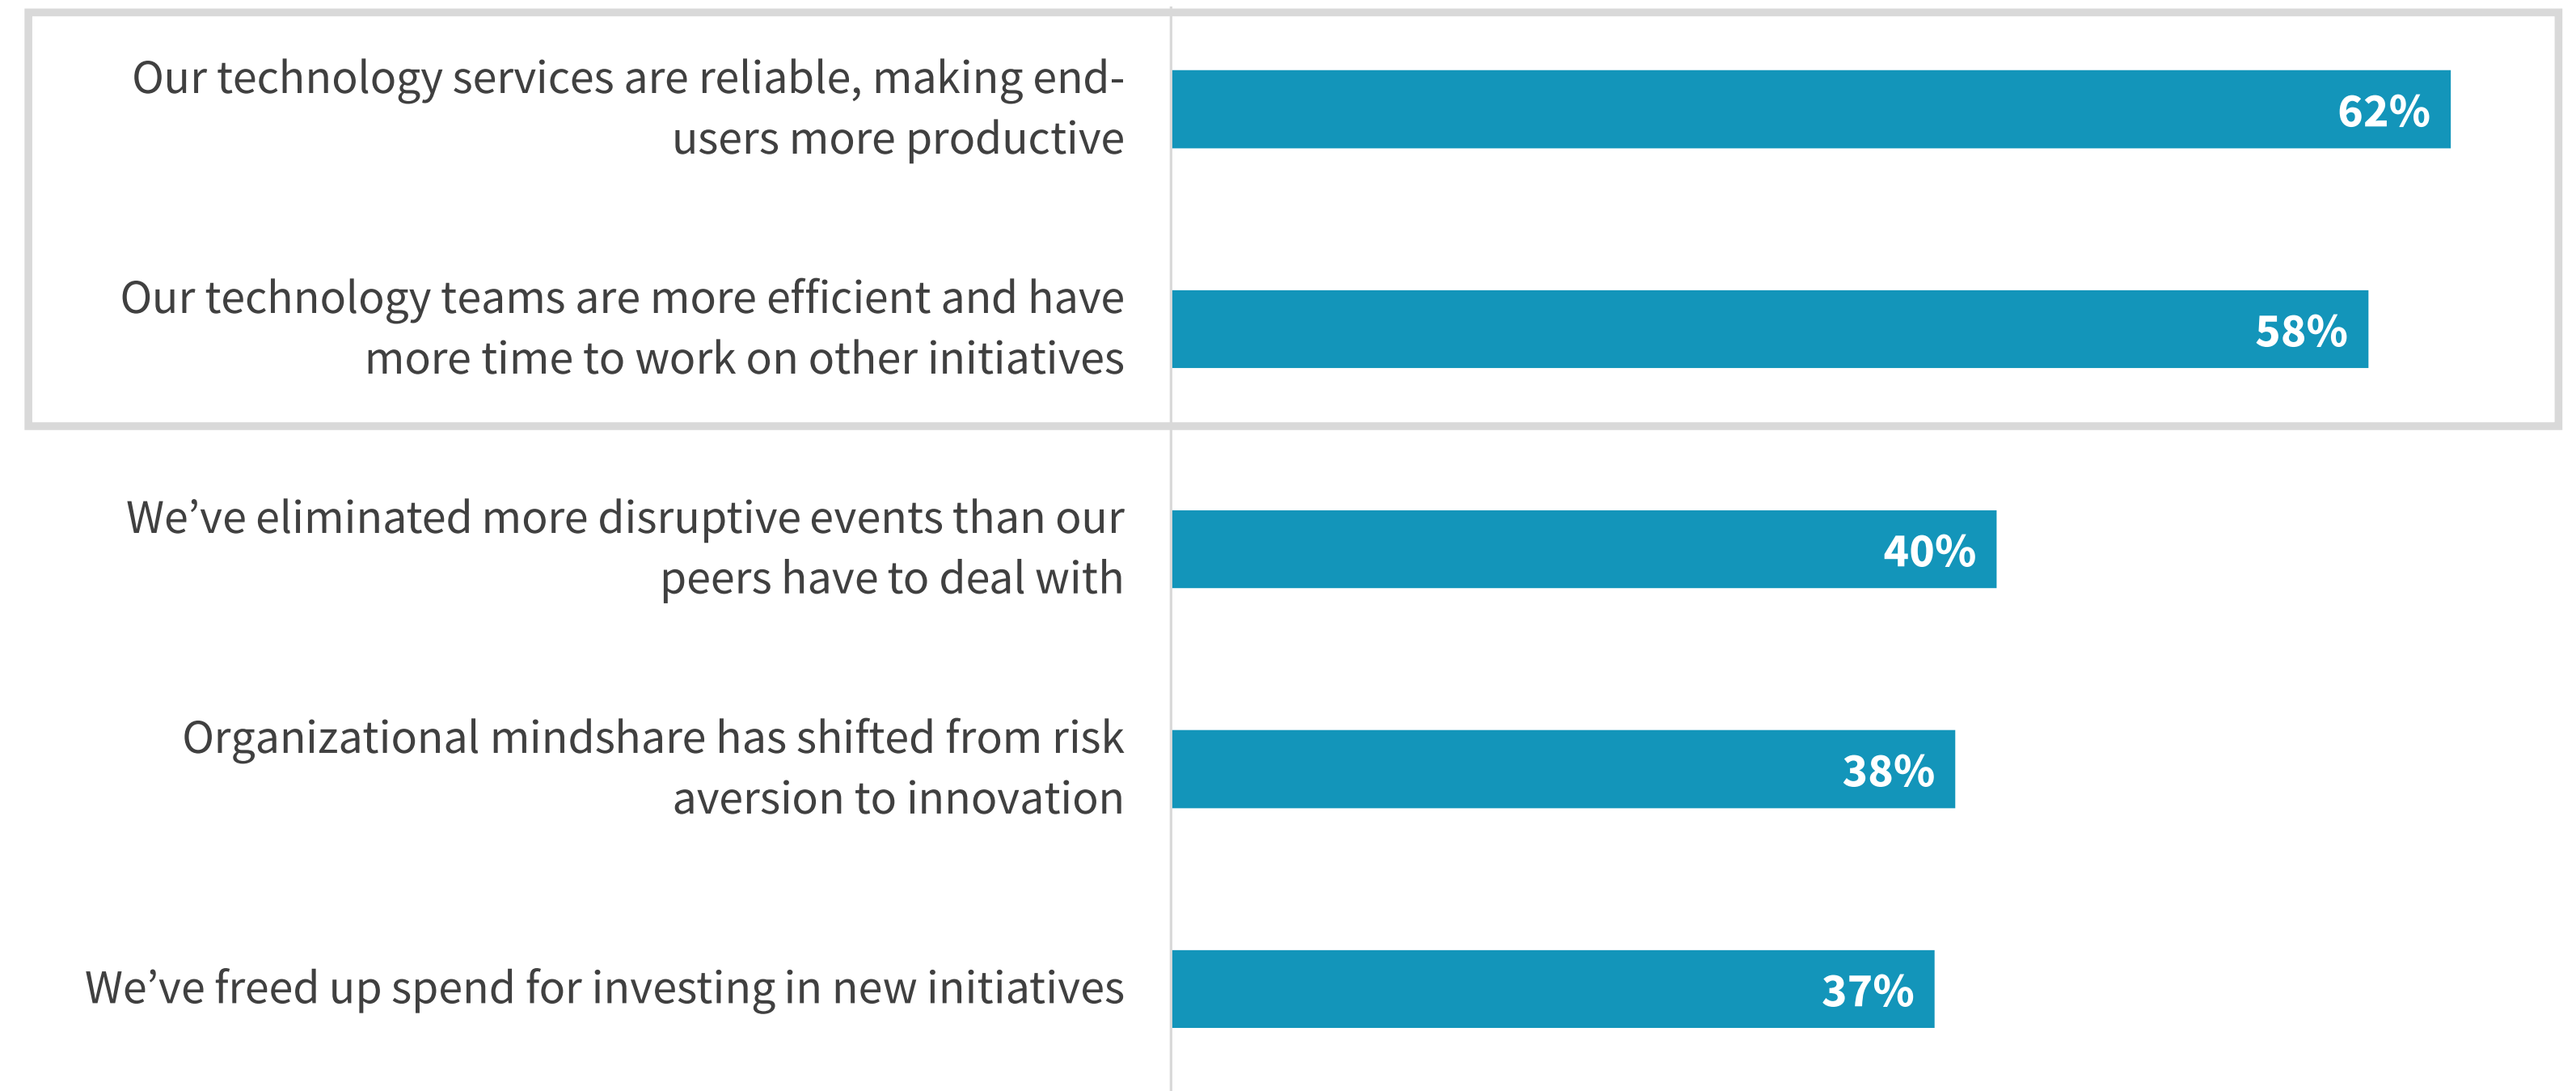 Our technology services are reliable, making end-
users more productive
62%
Our technology teams are more efficient and have
more time to work on other initiatives
58%
We’ve eliminated more disruptive events than our
peers have to deal with
40%
Organizational mindshare has shifted from risk
aversion to innovation
38%
We’ve freed up spend for investing in new initiatives
37%